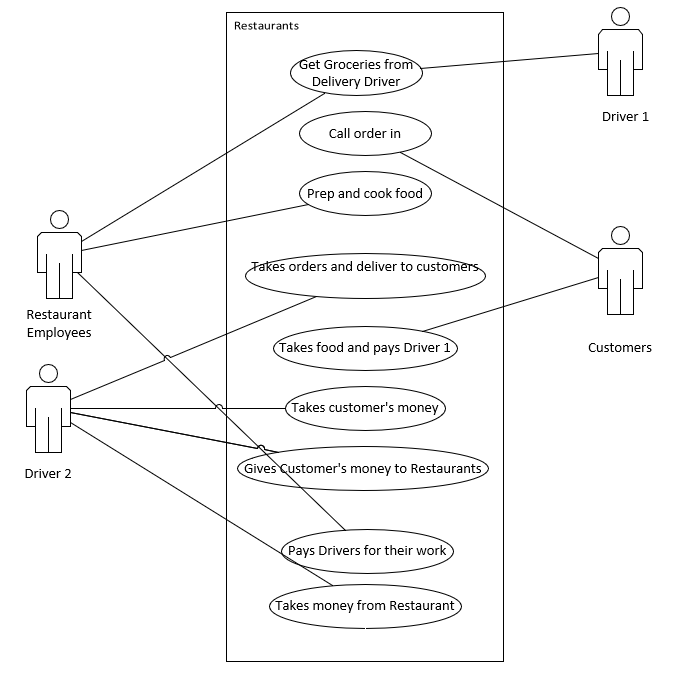 Restaurants
Get Groceries from
Delivery Driver
Driver 1
Call order in
Prep and cook food
Restaurant
Employees
Takes orders and deliver to customers
Customers
Takes food and pays Driver 1
Takes customer's money
Driver 2
Gives Customer's money to Restaurants
Pays Drivers for their work
Takes money from Restaurant